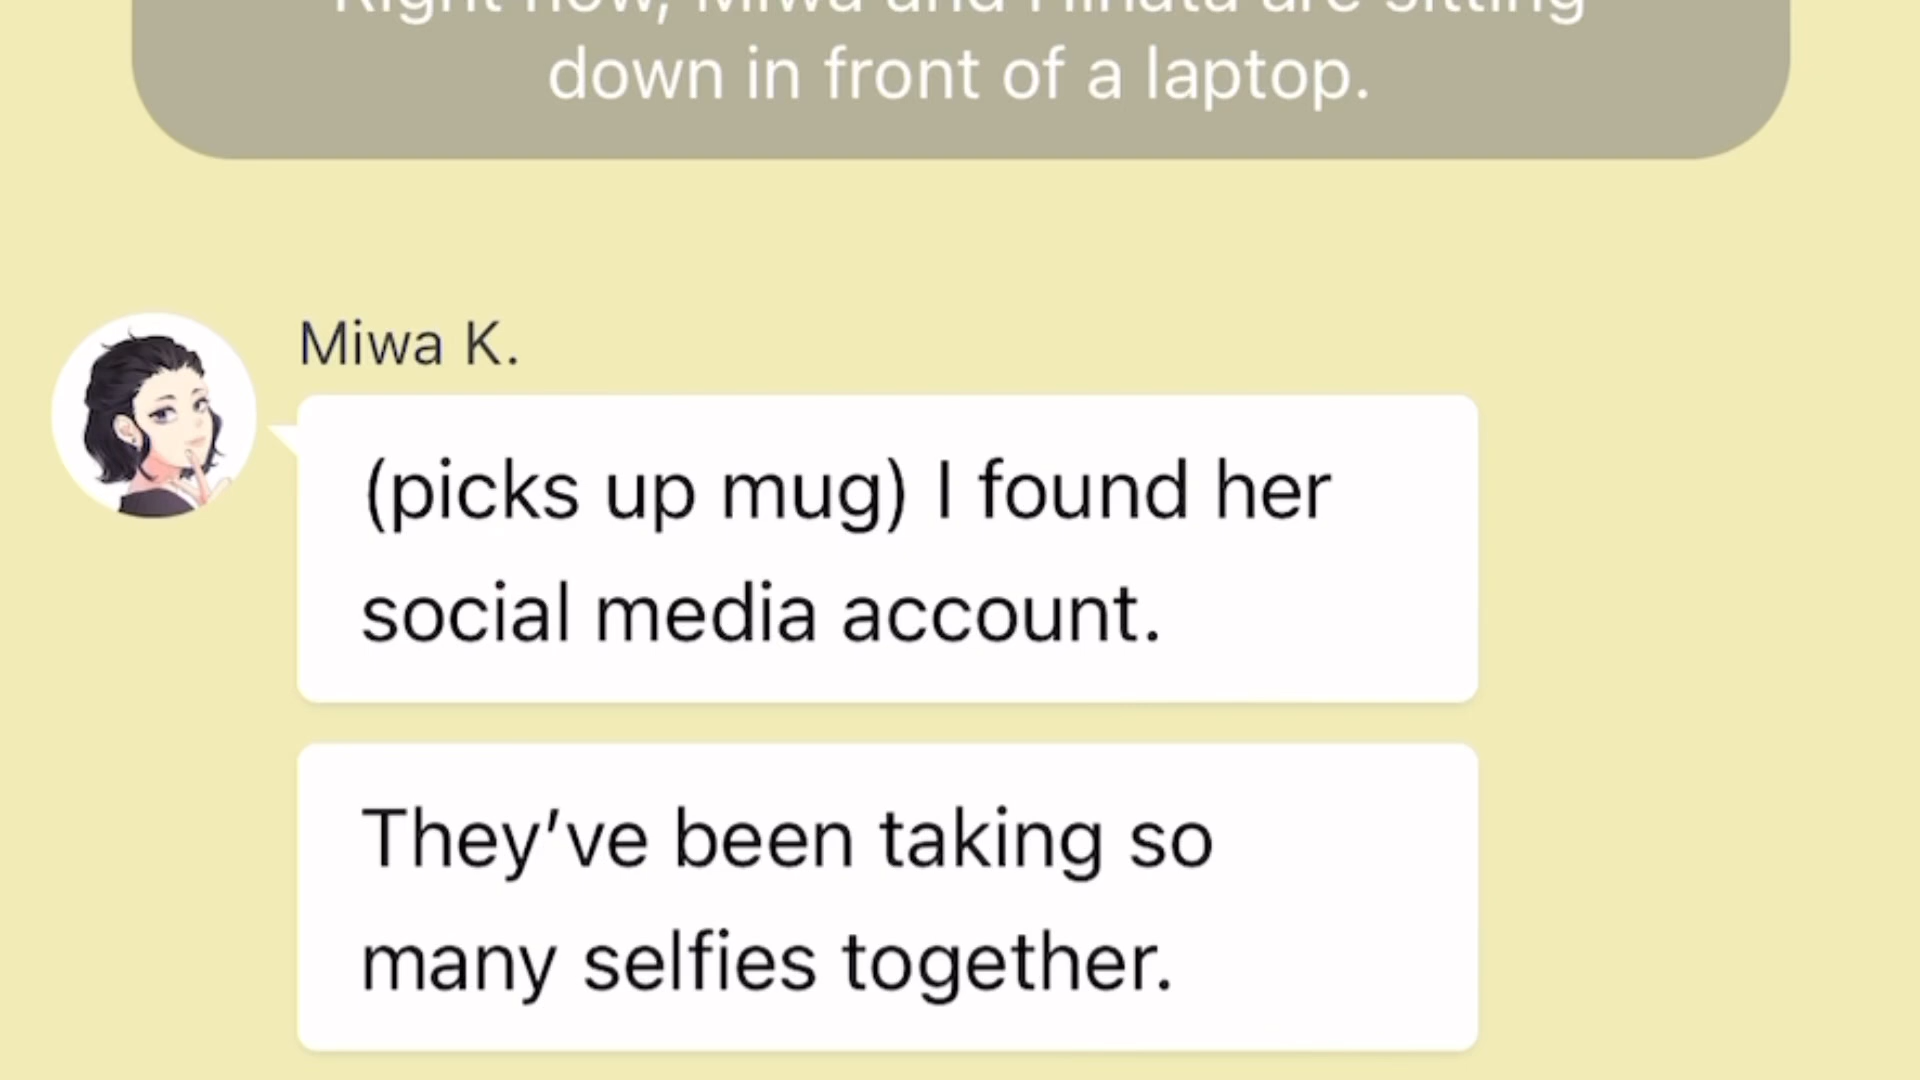 Right now, Miwa and Hinata are sitting
down in front of a laptop.
Miwa K.
(picks up mug) I found her
social media account.
They’ve been taking so
many selfies together.